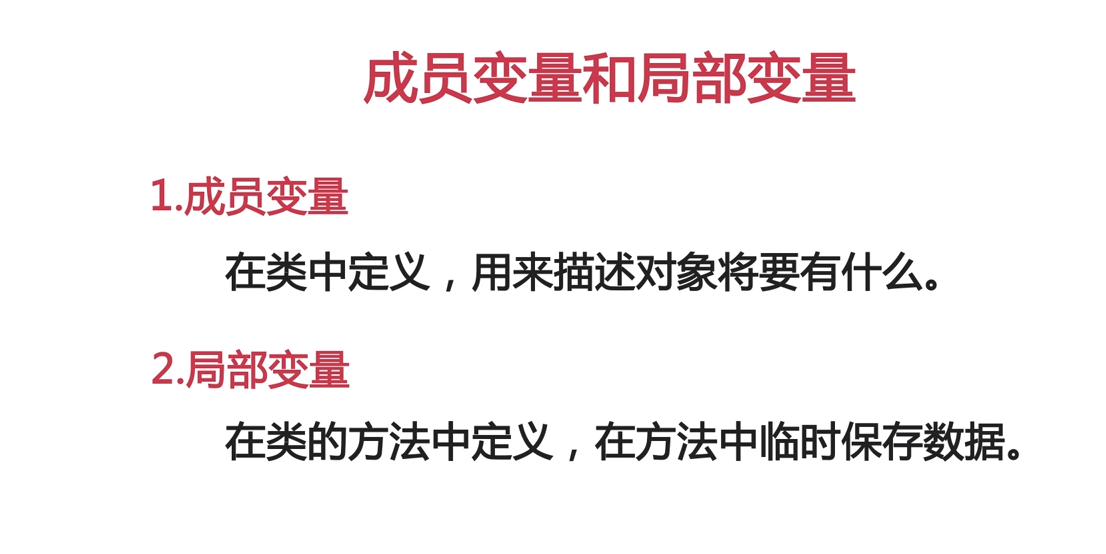 成员变量和局部变量
1.成员变量
在类中定义，用来描述对象将要有什么。
2.局部变量
在类的方法中定义，在方法中临时保存数据。